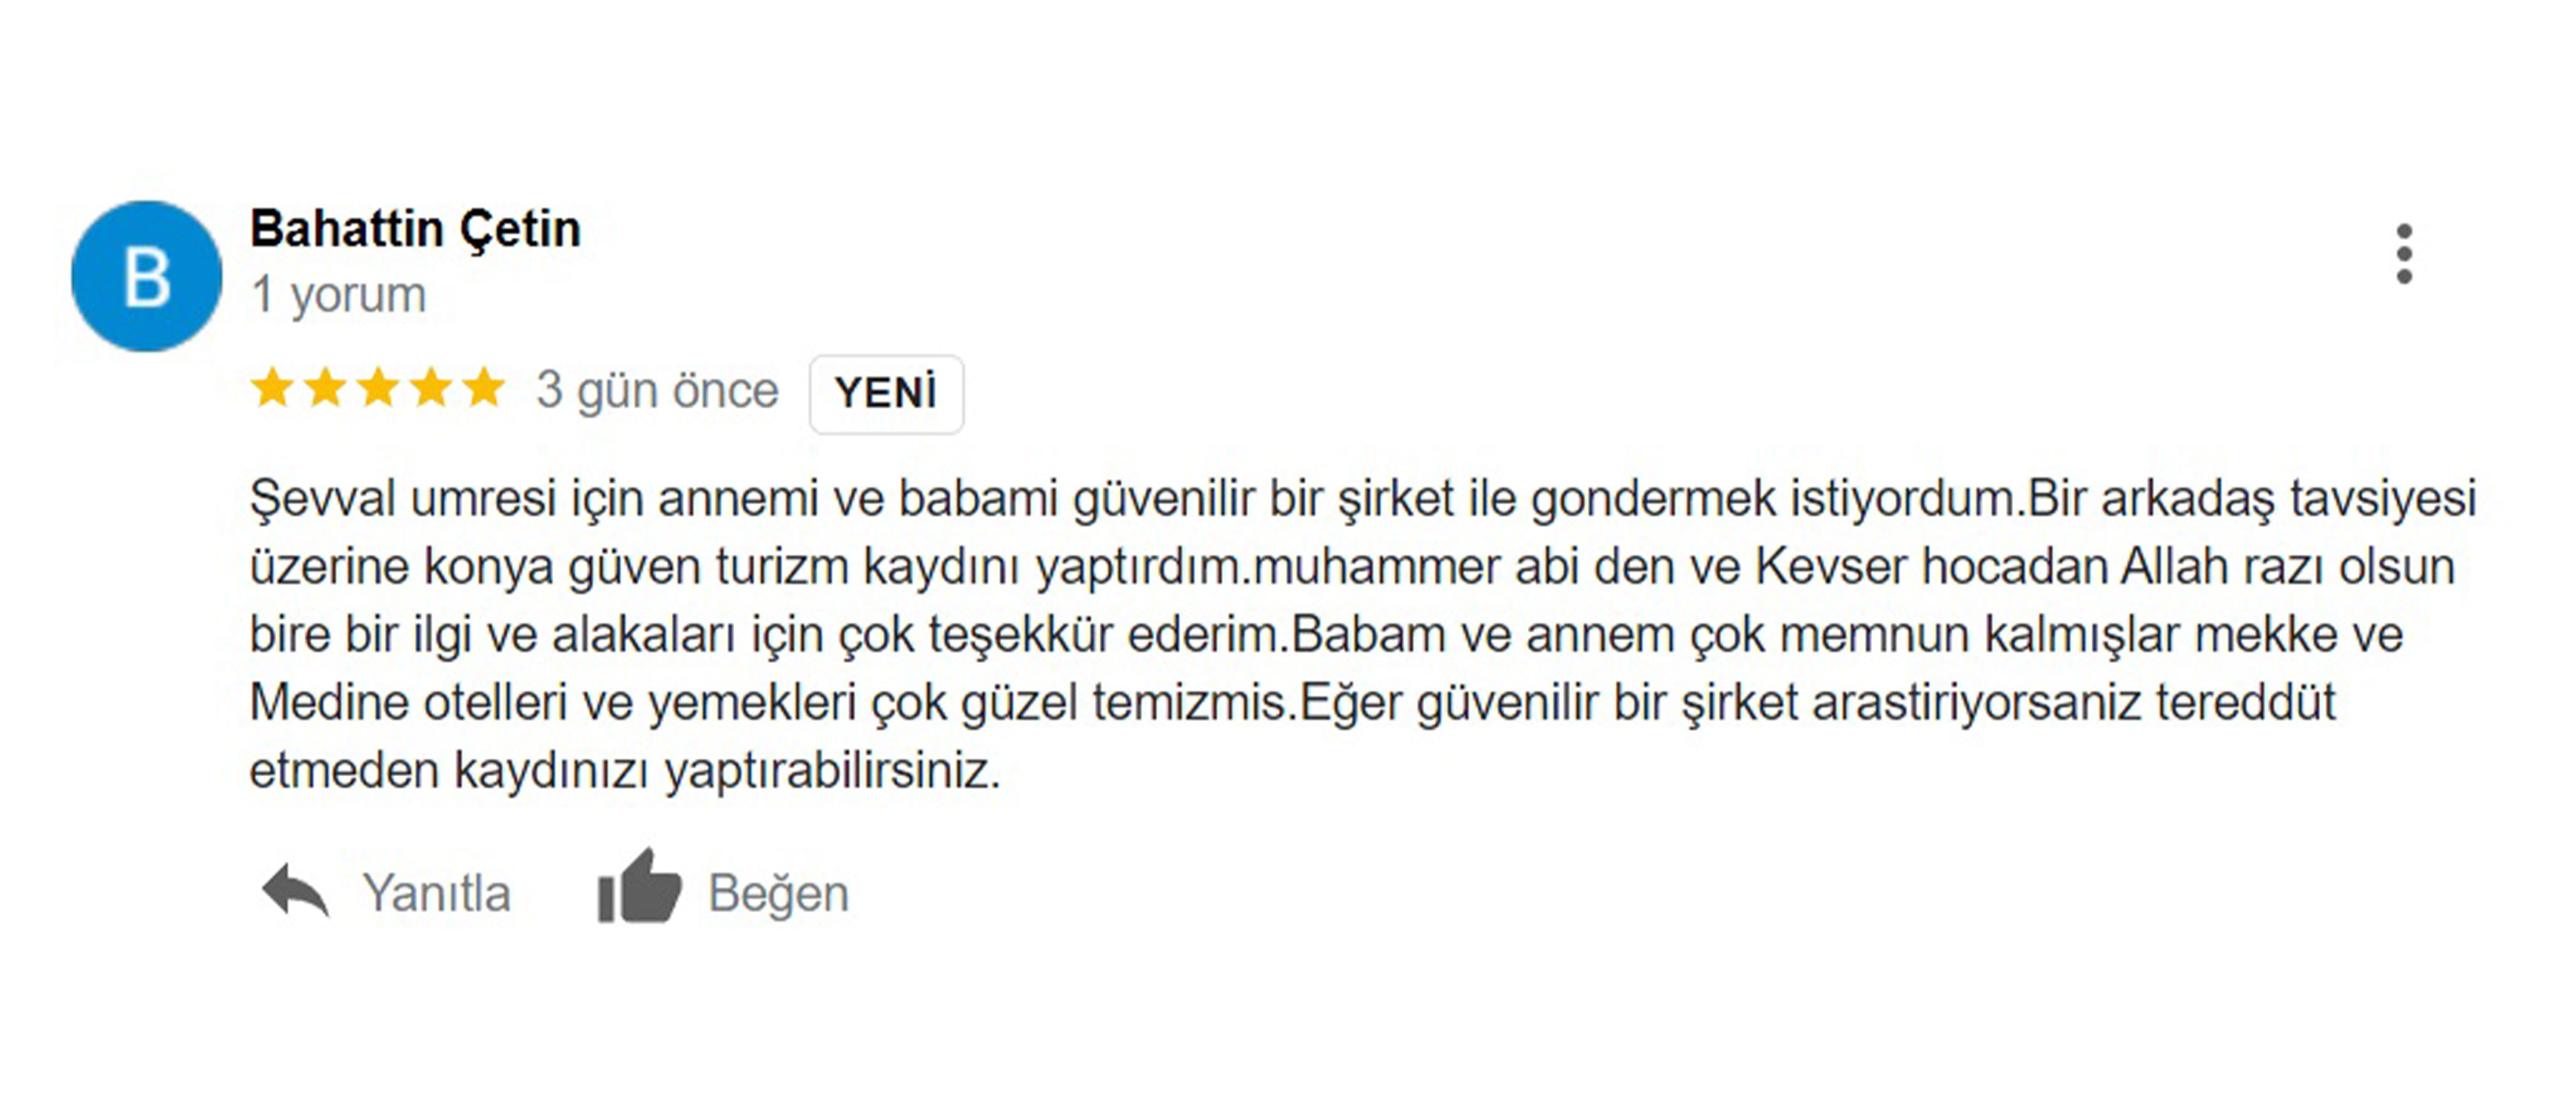 B
Bahattin Çetin
1 yorum
3 gün önce YENİ
Şevval umresi için annemi ve babami güvenilir bir şirket ile gondermek istiyordum.Bir arkadaş tavsiyesi
üzerine konya güven turizm kaydını yaptırdım.muhammer abi den ve Kevser hocadan Allah razı olsun
bire bir ilgi ve alakaları için çok teşekkür ederim.Babam ve annem çok memnun kalmışlar mekke ve
Medine otelleri ve yemekleri çok güzel temizmis.Eğer güvenilir bir şirket arastiriyorsaniz tereddüt
etmeden kaydınızı yaptırabilirsiniz.
Yanıtla Beğen